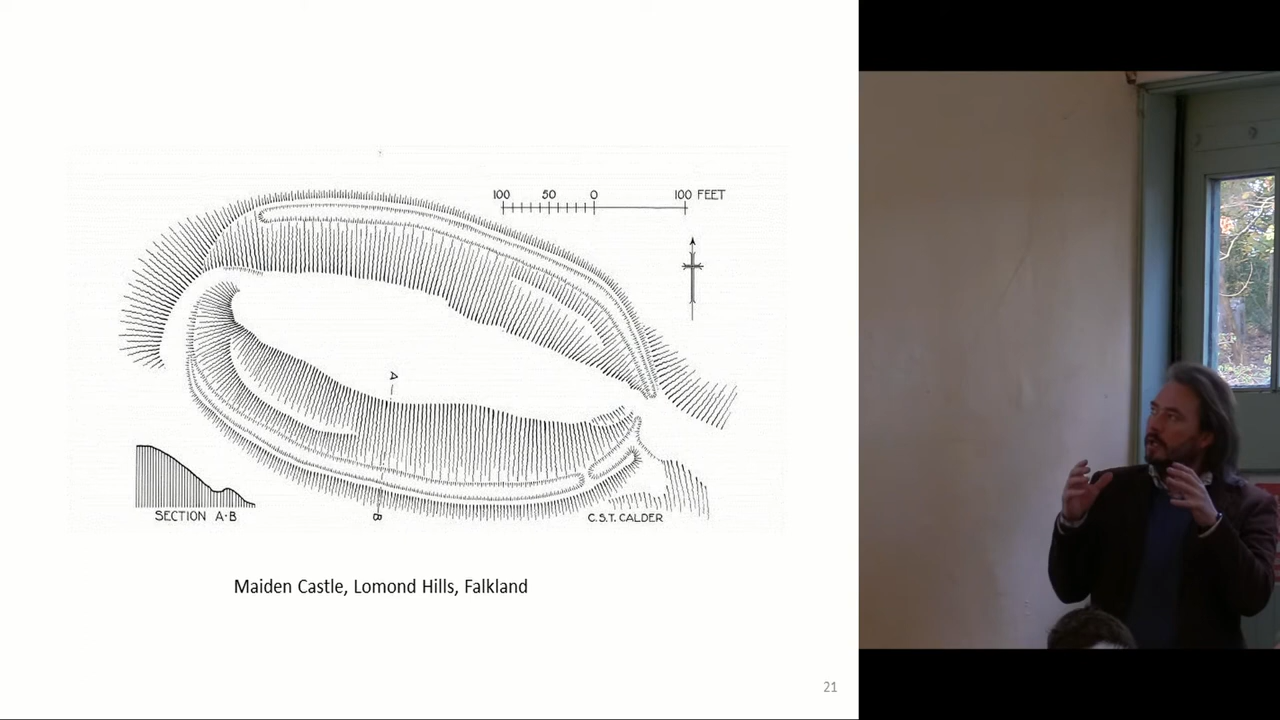 100 50 0 100 FEET
A
SECTION A·B
B
C.S.T. CALDER
Maiden Castle, Lomond Hills, Falkland
21